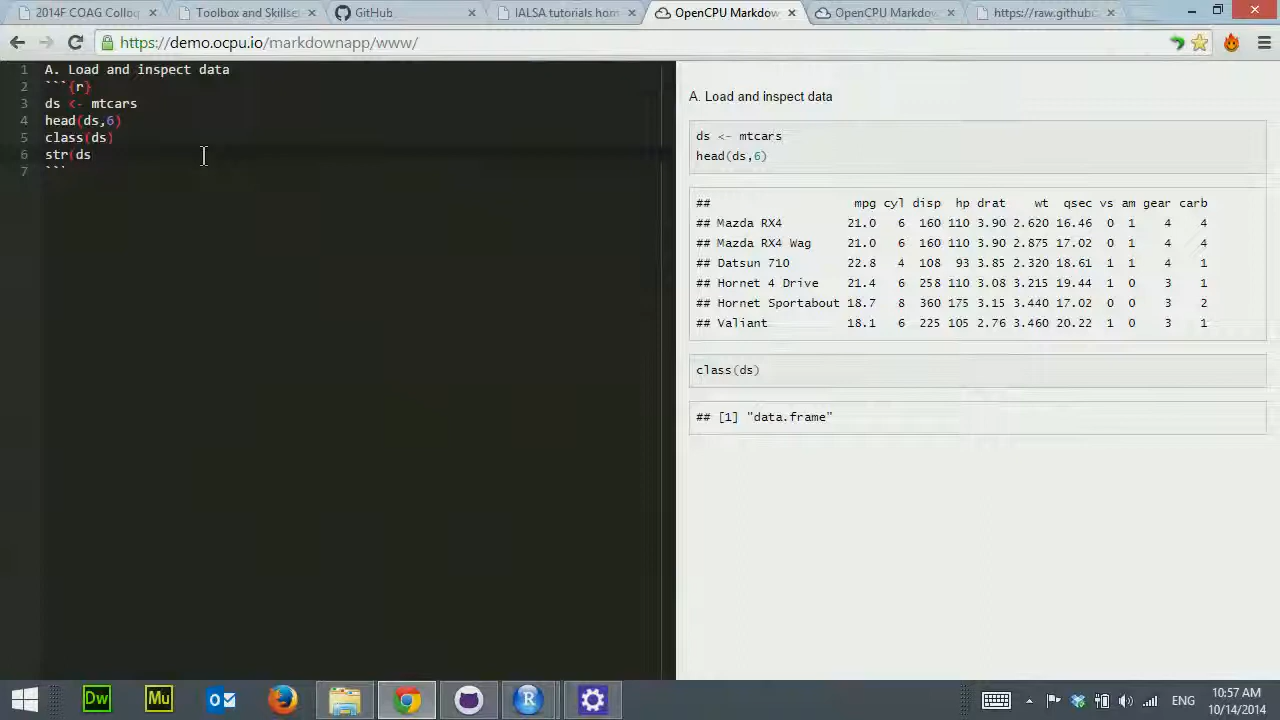 2014F COAG Colloq
Toolbox and Skillse
GitHub
IALSA tutorials hom
OpenCPU Markdow
OpenCPU Markdo
https://raw.githubu
https://demo.ocpu.io/markdownapp/www/
1 A. Load and inspect data
2 ```{r}
3 ds <- mtcars
4 head(ds,6)
5 class(ds)
6 str(ds
7 ```
A. Load and inspect data
ds <- mtcars
head(ds,6)
## mpg cyl disp hp drat wt qsec vs am gear carb
## Mazda RX4 21.0 6 160 110 3.90 2.620 16.46 0 1 4 4
## Mazda RX4 Wag 21.0 6 160 110 3.90 2.875 17.02 0 1 4 4
## Datsun 710 22.8 4 108 93 3.85 2.320 18.61 1 1 4 1
## Hornet 4 Drive 21.4 6 258 110 3.08 3.215 19.44 1 0 3 1
## Hornet Sportabout 18.7 8 360 175 3.15 3.440 17.02 0 0 3 2
## Valiant 18.1 6 225 105 2.76 3.460 20.22 1 0 3 1
class(ds)
## [1] "data.frame"
Dw
Mu
R
ENG
10:57 AM
10/14/2014